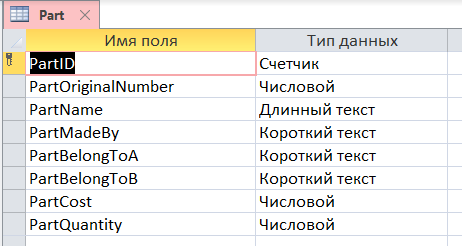 Part
Имя поля Тип данных
PartID Счетчик
PartOriginalNumber Числовой
PartName Длинный текст
PartMadeBy Короткий текст
PartBelongToA Короткий текст
PartBelongToB Короткий текст
PartCost Числовой
PartQuantity Числовой